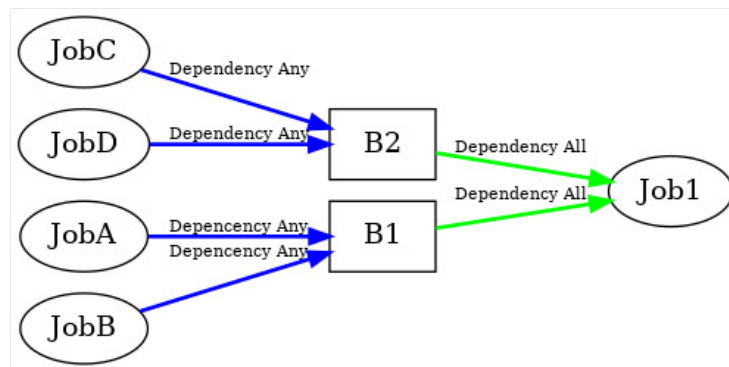 JobC
Dependency Any
JobD
Dependency Any
B2
Dependency All
Job1
Dependency All
JobA
Depencency Any
B1
Depencency Any
JobB